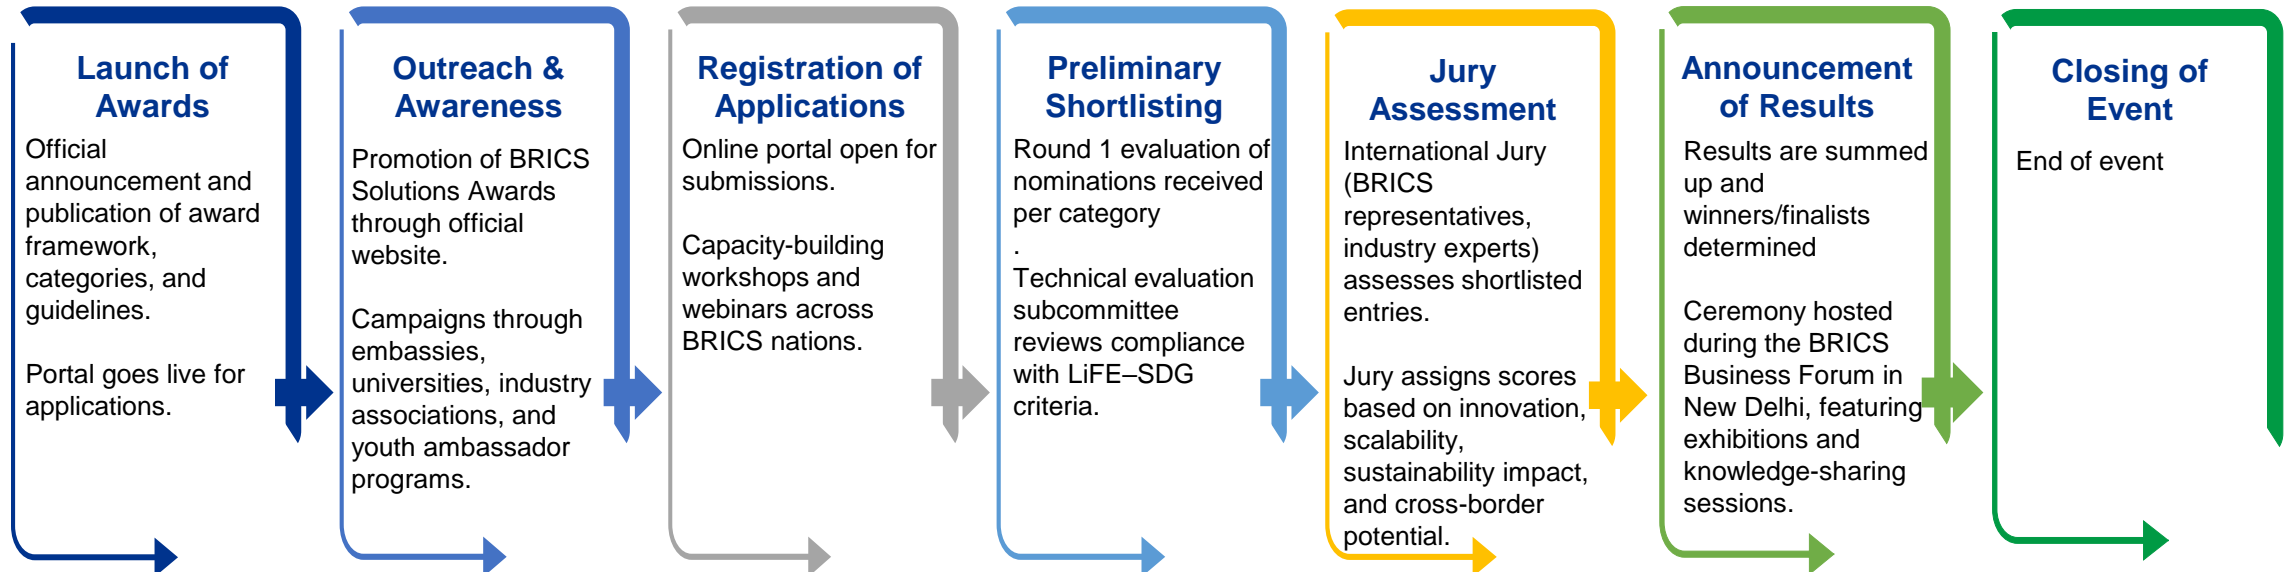 Launch of
Awards
Official
announcement and
publication of award
framework,
categories, and
guidelines.
Portal goes live for
applications.
Outreach &
Awareness
Promotion of BRICS
Solutions Awards
through official
website.
Campaigns through
embassies,
universities, industry
associations, and
youth ambassador
programs.
Registration of
Applications
Online portal open for
submissions.
Capacity-building
workshops and
webinars across
BRICS nations.
Preliminary
Shortlisting
Round 1 evaluation of
nominations received
per category
.
Technical evaluation
subcommittee
reviews compliance
with LiFE–SDG
criteria.
Jury
Assessment
International Jury
(BRICS
representatives,
industry experts)
assesses shortlisted
entries.
Jury assigns scores
based on innovation,
scalability,
sustainability impact,
and cross-border
potential.
Announcement
of Results
Results are summed
up and
winners/finalists
determined
Ceremony hosted
during the BRICS
Business Forum in
New Delhi, featuring
exhibitions and
knowledge-sharing
sessions.
Closing of
Event
End of event